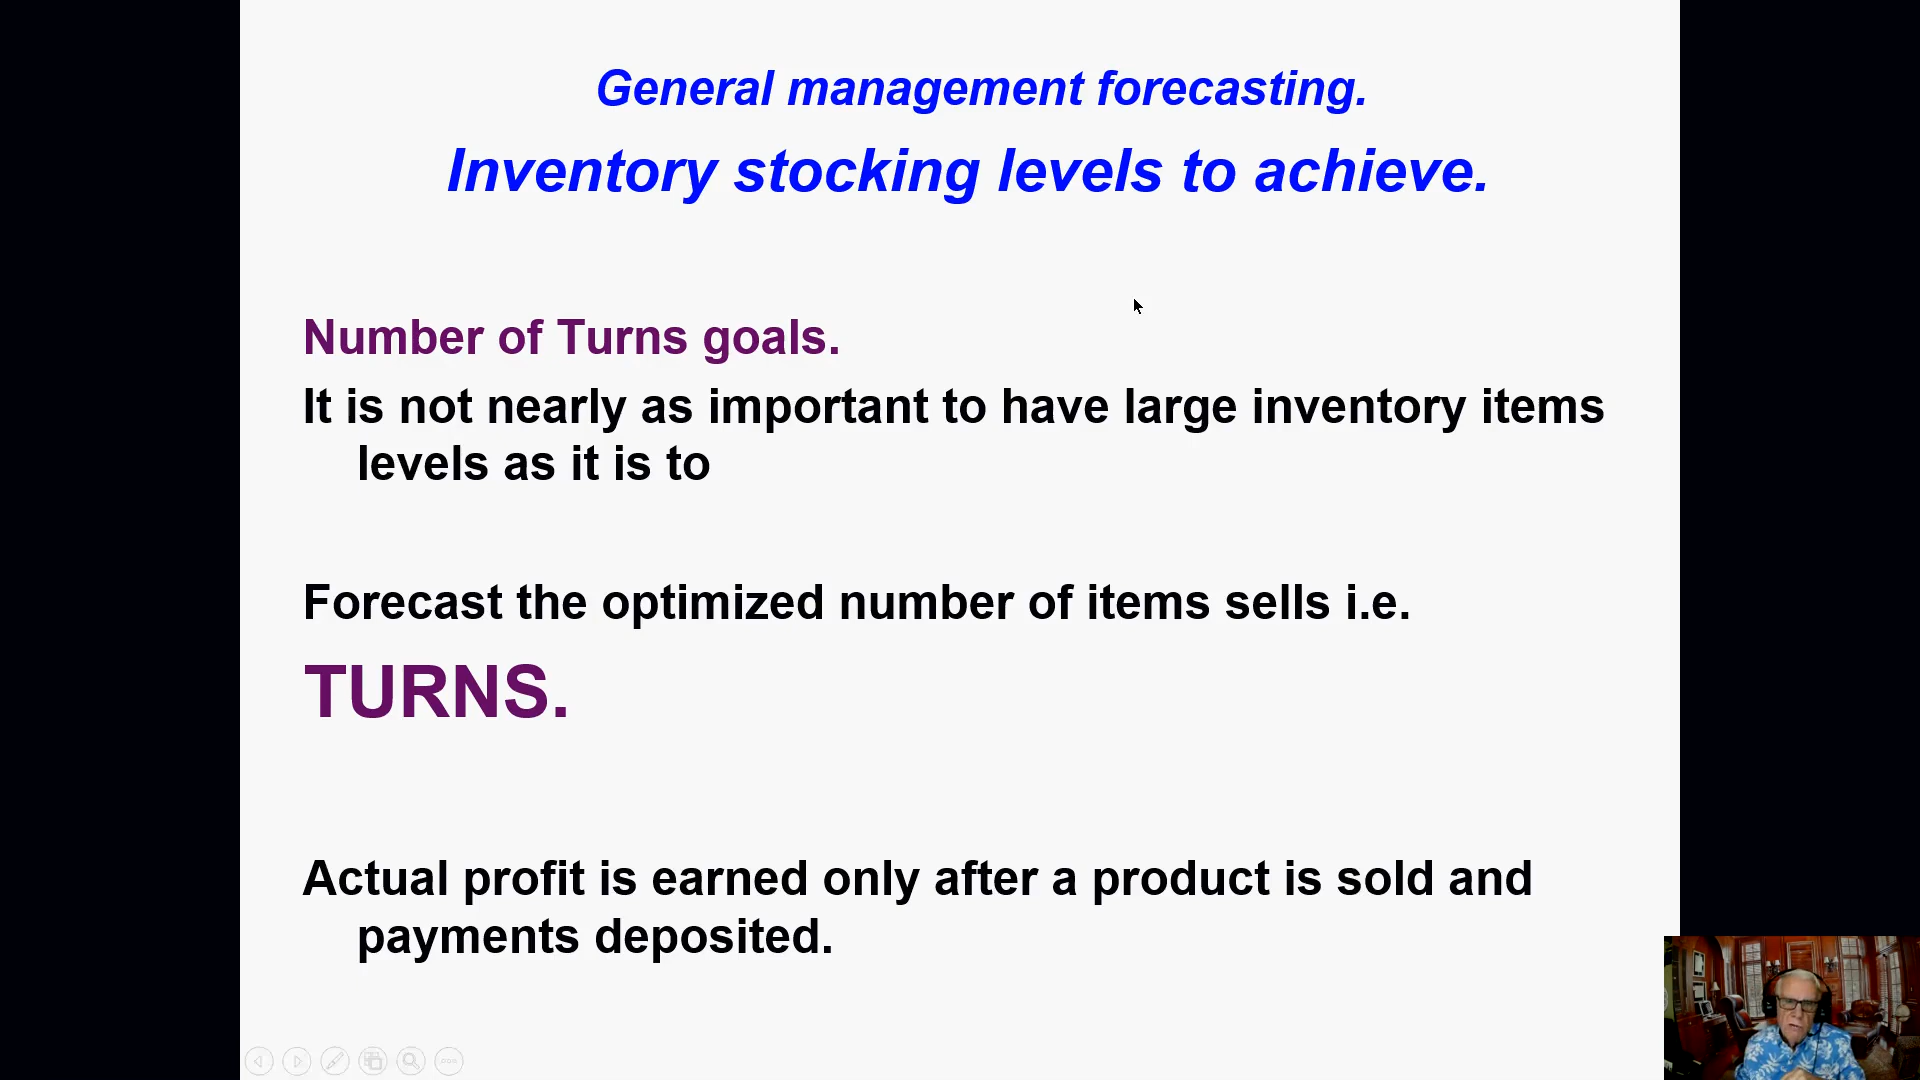 General management forecasting.
Inventory stocking levels to achieve.
Number of Turns goals.
It is not nearly as important to have large inventory items
levels as it is to
Forecast the optimized number of items sells i.e.
TURNS.
Actual profit is earned only after a product is sold and
payments deposited.